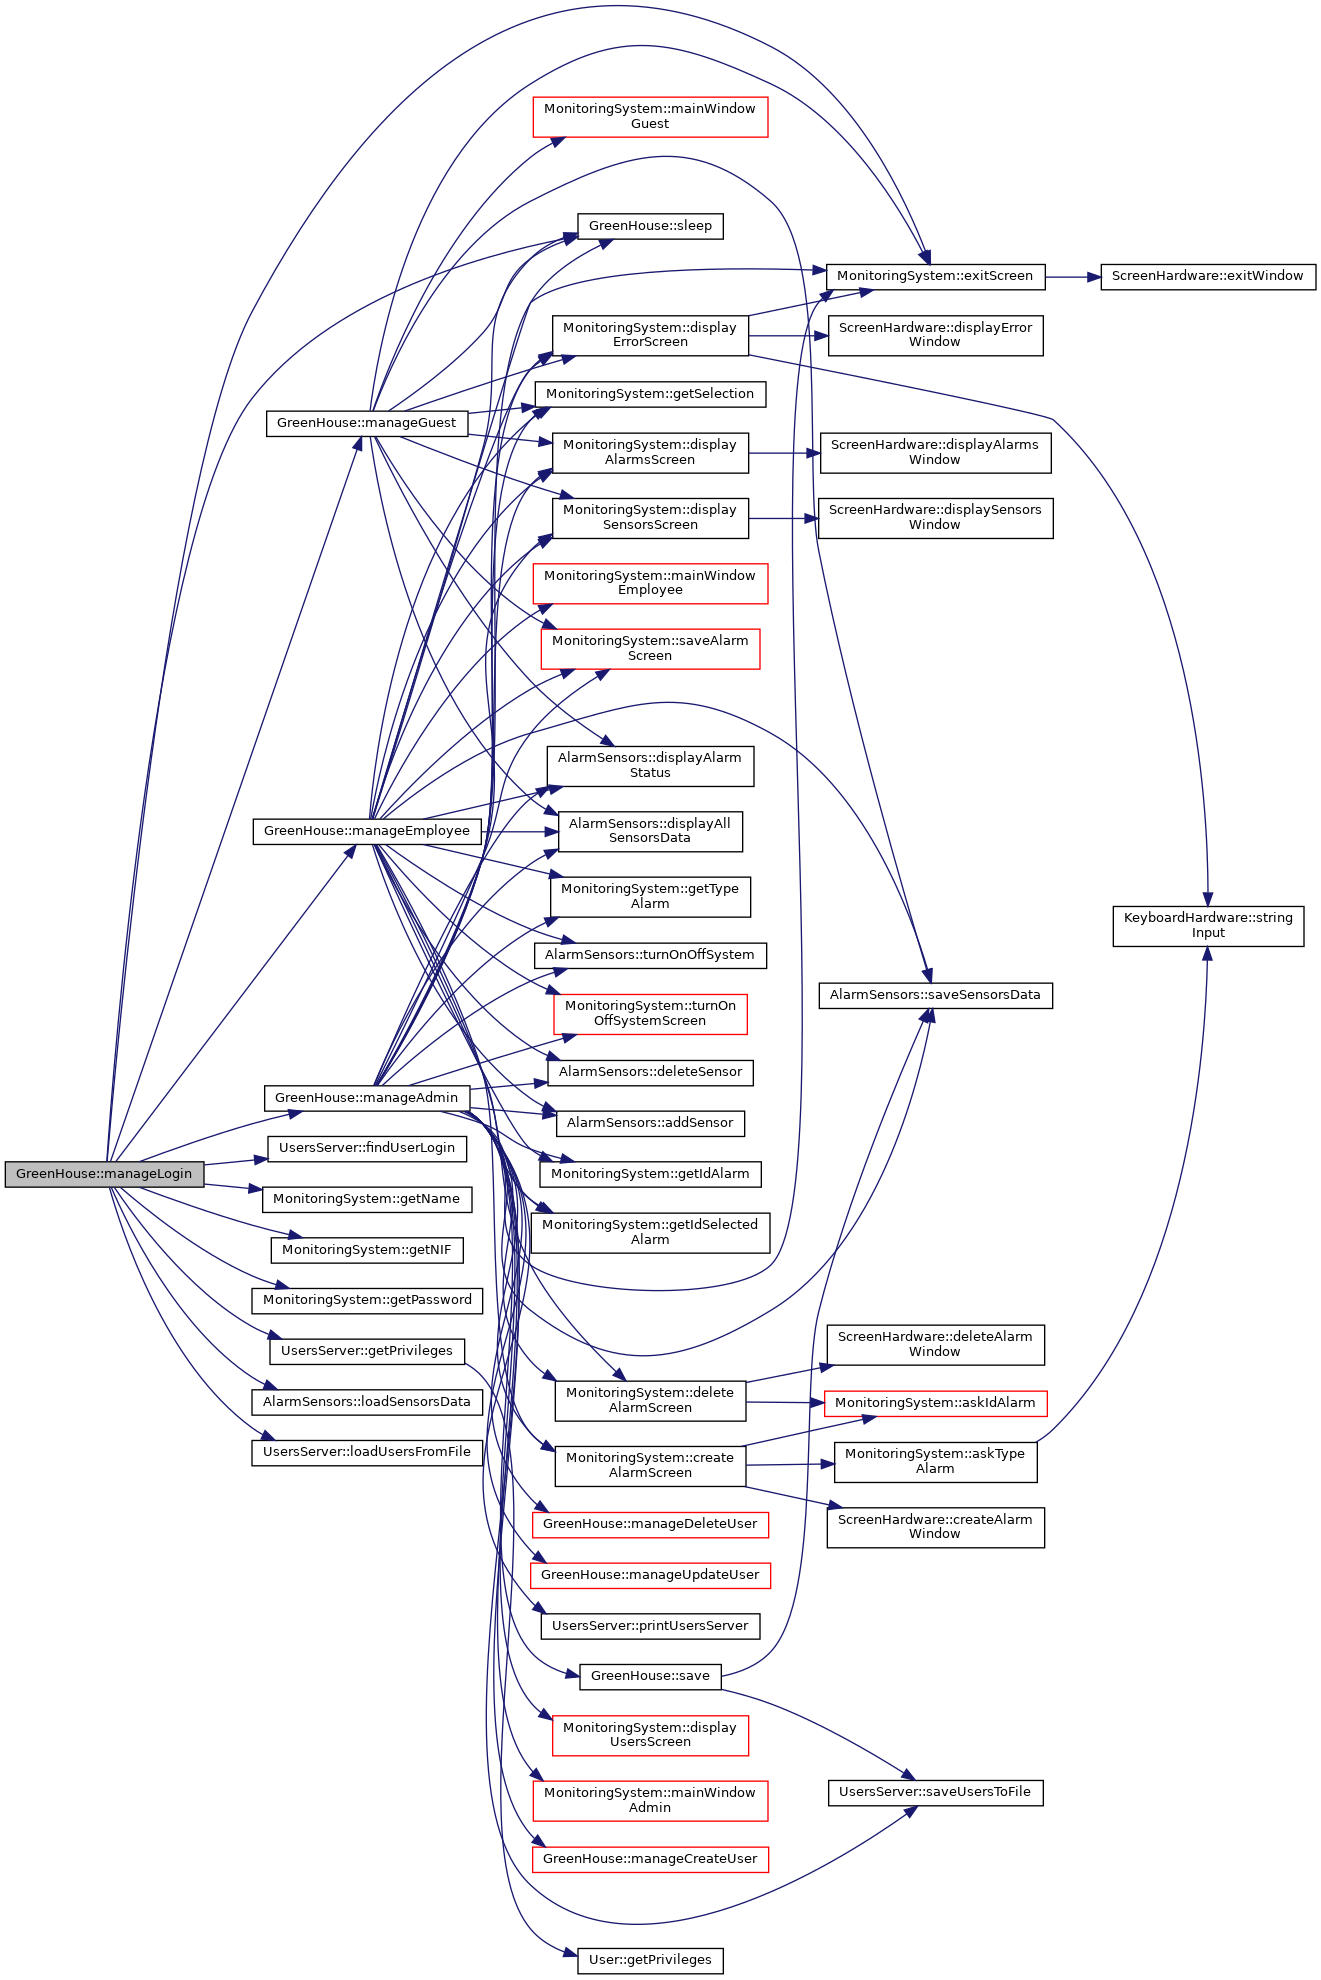 MonitoringSystem::mainWindow
Guest
GreenHouse::sleep
MonitoringSystem::exitScreen
ScreenHardware::exitWindow
MonitoringSystem::display
ErrorScreen
ScreenHardware::displayError
Window
MonitoringSystem::getSelection
GreenHouse::manageGuest
MonitoringSystem::display
AlarmsScreen
ScreenHardware::displayAlarms
Window
MonitoringSystem::display
SensorsScreen
ScreenHardware::displaySensors
Window
MonitoringSystem::mainWindow
Employee
MonitoringSystem::saveAlarm
Screen
AlarmSensors::displayAlarm
Status
GreenHouse::manageEmployee
AlarmSensors::displayAll
SensorsData
MonitoringSystem::getType
Alarm
KeyboardHardware::string
Input
AlarmSensors::turnOnOffSystem
AlarmSensors::saveSensorsData
MonitoringSystem::turnOn
OffSystemScreen
AlarmSensors::deleteSensor
GreenHouse::manageAdmin
AlarmSensors::addSensor
UsersServer::findUserLogin
GreenHouse::manageLogin
MonitoringSystem::getIdAlarm
MonitoringSystem::getName
MonitoringSystem::getIdSelected
Alarm
MonitoringSystem::getNIF
MonitoringSystem::getPassword
UsersServer::getPrivileges
ScreenHardware::deleteAlarm
Window
AlarmSensors::loadSensorsData
MonitoringSystem::delete
AlarmScreen
MonitoringSystem::askIdAlarm
UsersServer::loadUsersFromFile
MonitoringSystem::create
AlarmScreen
MonitoringSystem::askType
Alarm
GreenHouse::manageDeleteUser
ScreenHardware::createAlarm
Window
GreenHouse::manageUpdateUser
UsersServer::printUsersServer
GreenHouse::save
MonitoringSystem::display
UsersScreen
MonitoringSystem::mainWindow
Admin
UsersServer::saveUsersToFile
GreenHouse::manageCreateUser
User::getPrivileges